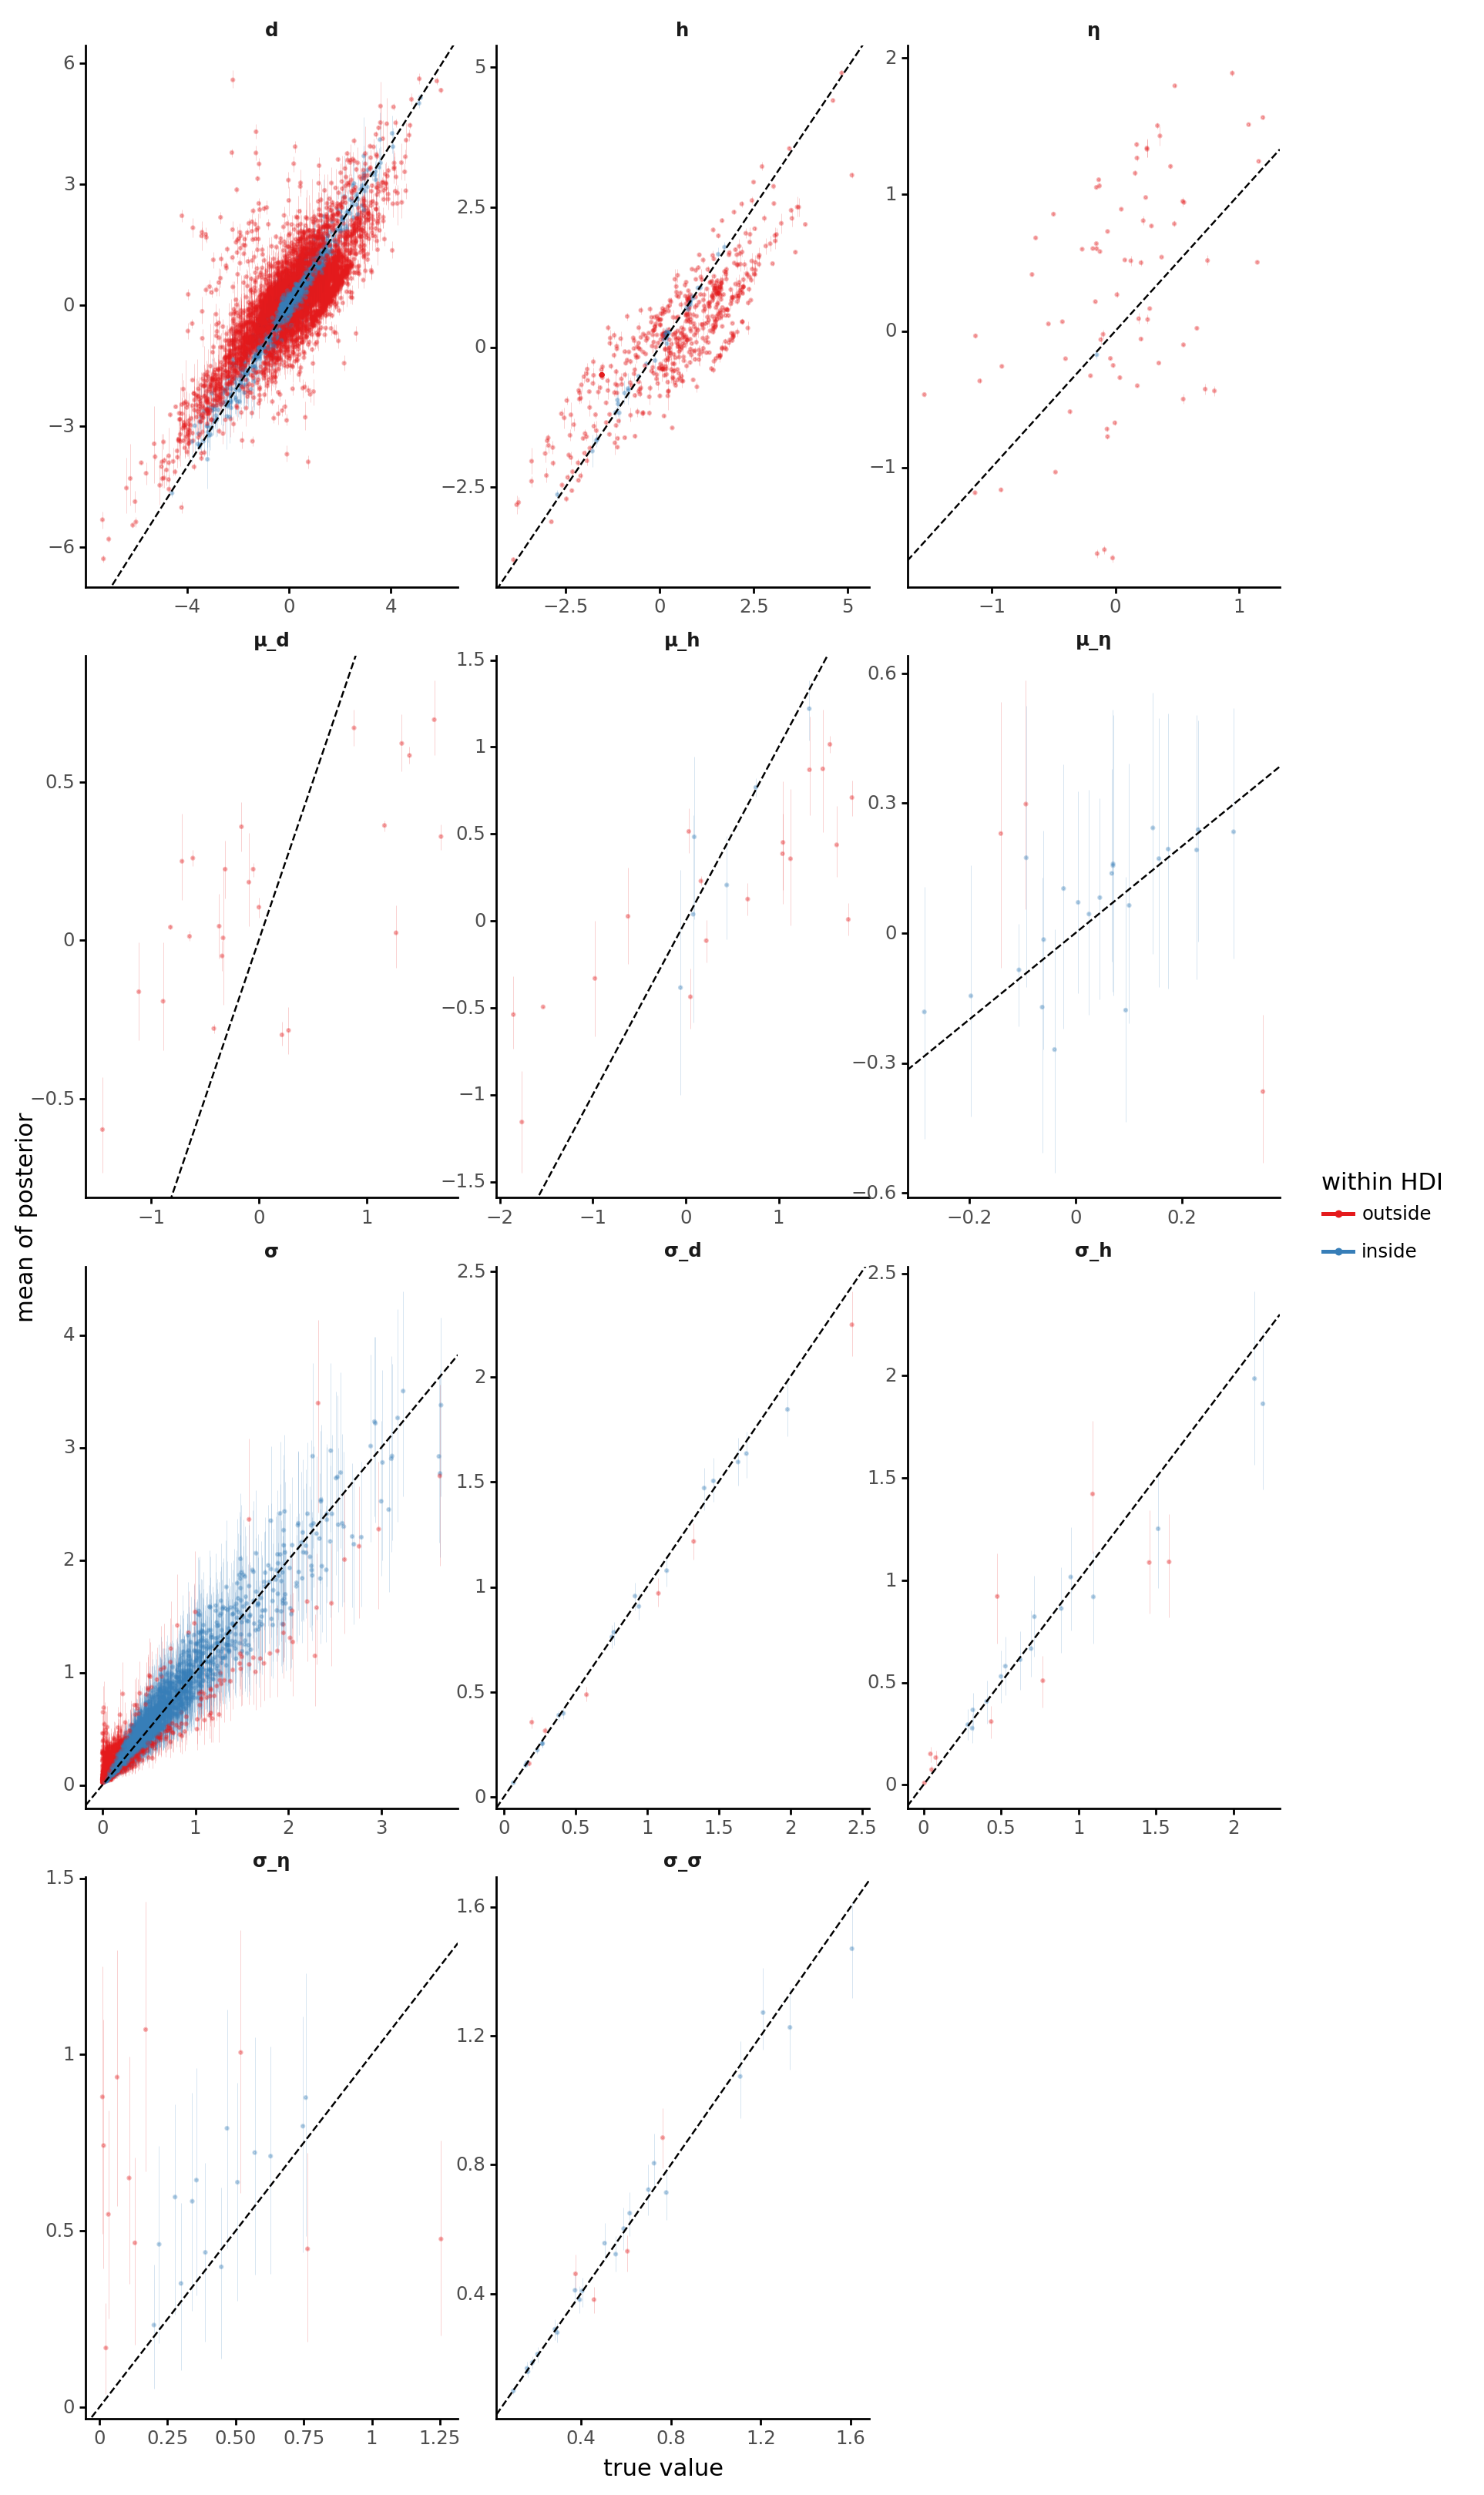 d h η
6
5
2
3
2.5
1
0
0
0
−3
−2.5
−1
−6
−4 0 4
−2.5 0 2.5 5
−1 0 1
μ_d μ_h μ_η
1.5
0.6
1
0.5
0.5
0.3
0
0
0
−0.5
−0.5
−0.3
−1
−1.5
−0.6
−1 0 1
−2 −1 0 1
−0.2 0 0.2
mean of posterior
within HDI
outside
inside
σ σ_d σ_h
2.5
2.5
4
2
2
3
1.5
1.5
2
1
1
1
0.5
0.5
0
0
0
0 1 2 3
0 0.5 1 1.5 2 2.5
0 0.5 1 1.5 2
σ_η σ_σ
1.5
1.6
1
1.2
0.8
0.5
0.4
0
0 0.25 0.50 0.75 1 1.25
0.4 0.8 1.2 1.6
true value